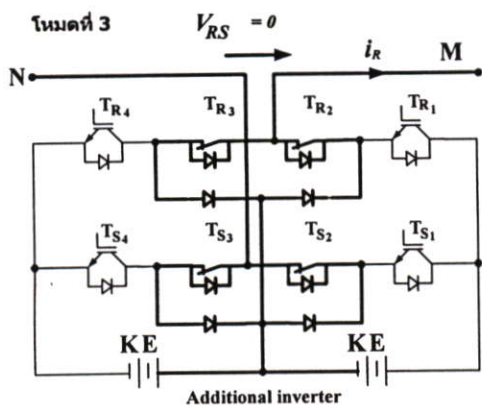 โหมดที่ 3
V_RS = 0
i_R
M
N
T_R4
T_R3
T_R2
T_R1
T_S4
T_S3
T_S2
T_S1
KE
KE
Additional inverter